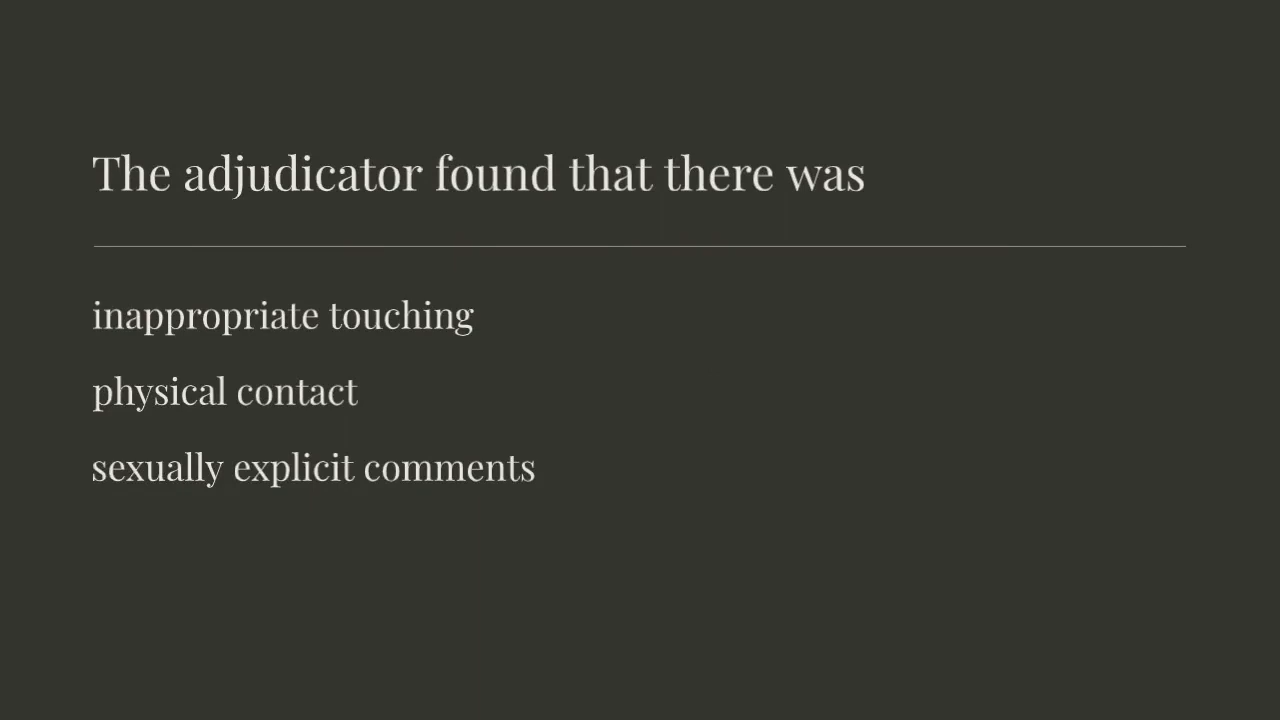 The adjudicator found that there was
inappropriate touching
physical contact
sexually explicit comments